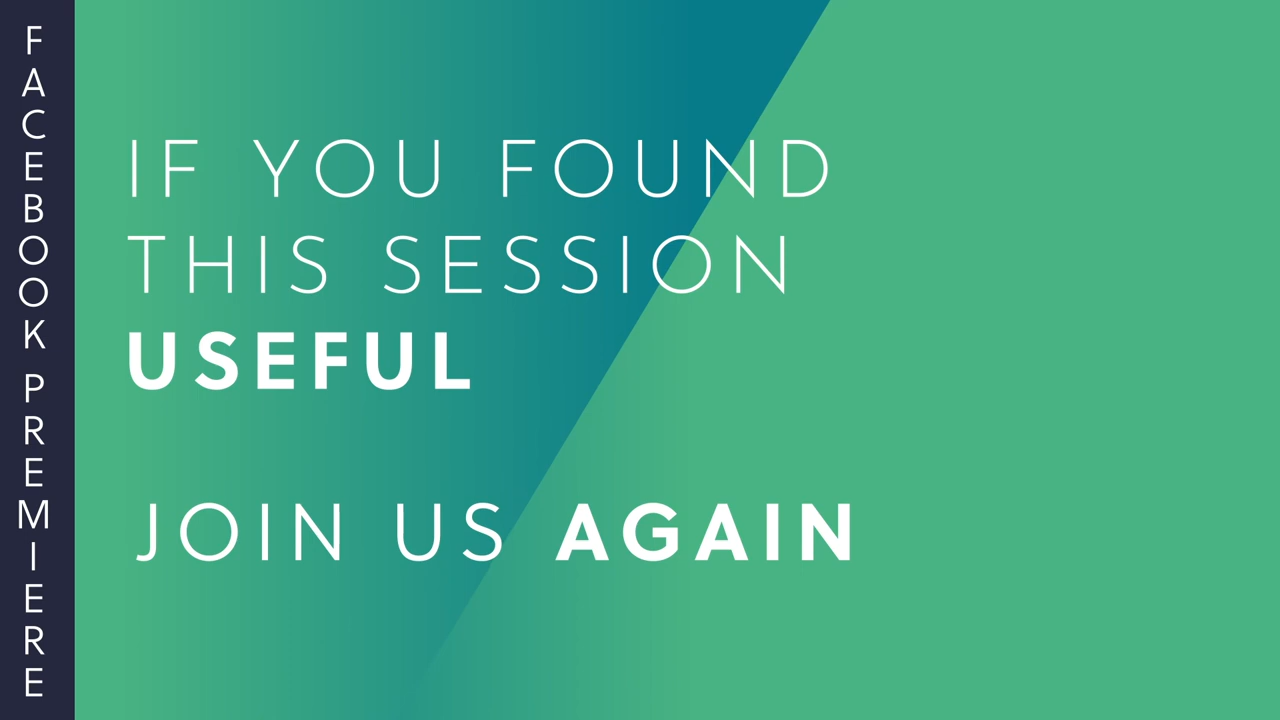 FACEBOOK PREMIERE
IF YOU FOUND
THIS SESSION
USEFUL
JOIN US AGAIN